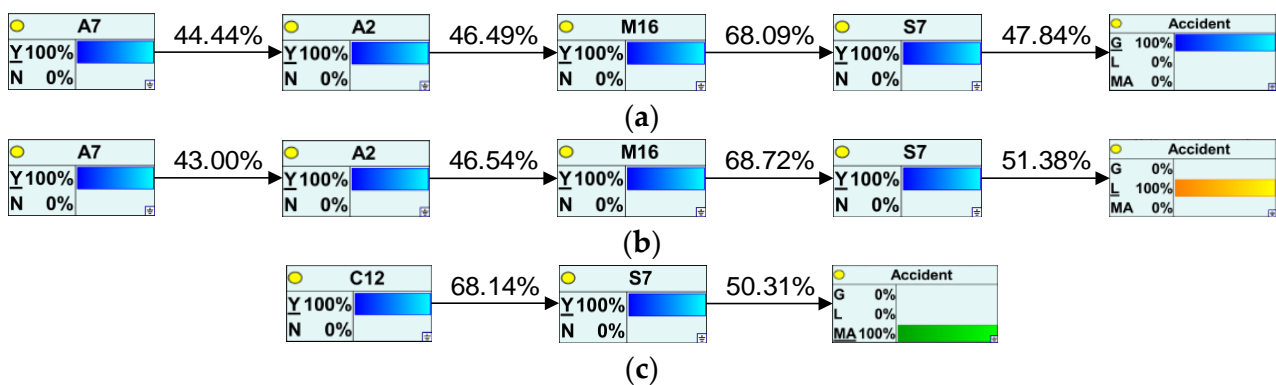 A7 44.44% A2 46.49% M16 68.09% S7 47.84% Accident
Y 100% Y 100% Y 100% Y 100% G 100%
N 0% N 0% N 0% N 0% L 0%
MA 0%
(a)
A7 43.00% A2 46.54% M16 68.72% S7 51.38% Accident
Y 100% Y 100% Y 100% Y 100% G 0%
N 0% N 0% N 0% N 0% L 100%
MA 0%
(b)
C12 68.14% S7 50.31% Accident
Y 100% Y 100% G 0%
N 0% N 0% L 0%
MA 100%
(c)